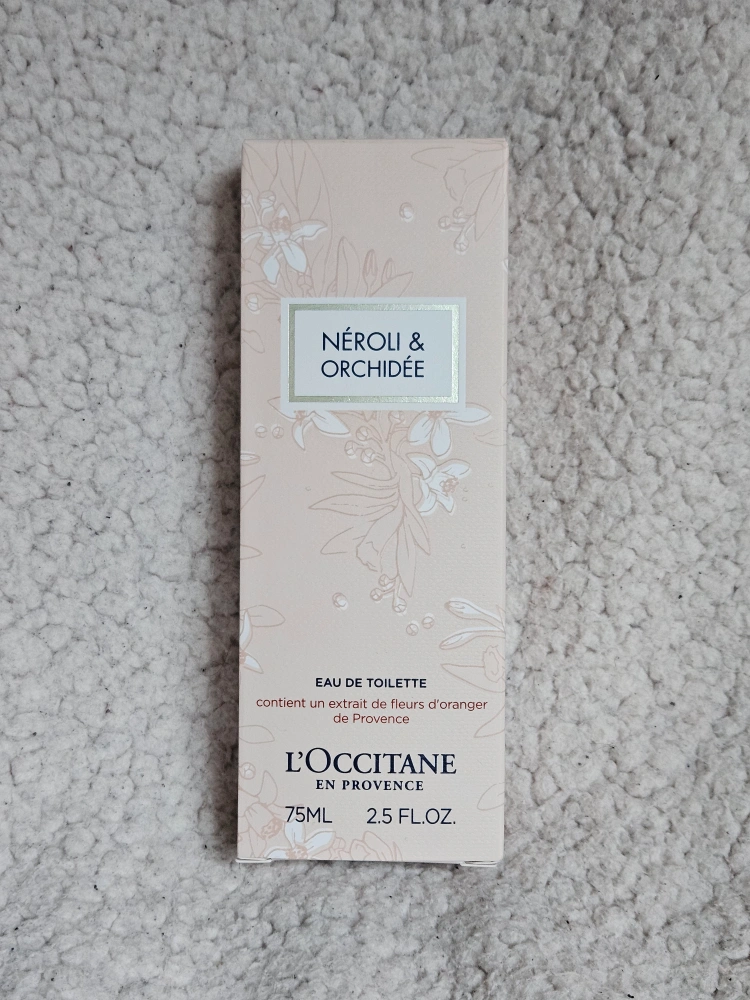 NÉROLI &
ORCHIDÉE
EAU DE TOILETTE
contient un extrait de fleurs d'oranger
de Provence
L'OCCITANE
EN PROVENCE
75ML 2.5 FL.OZ.